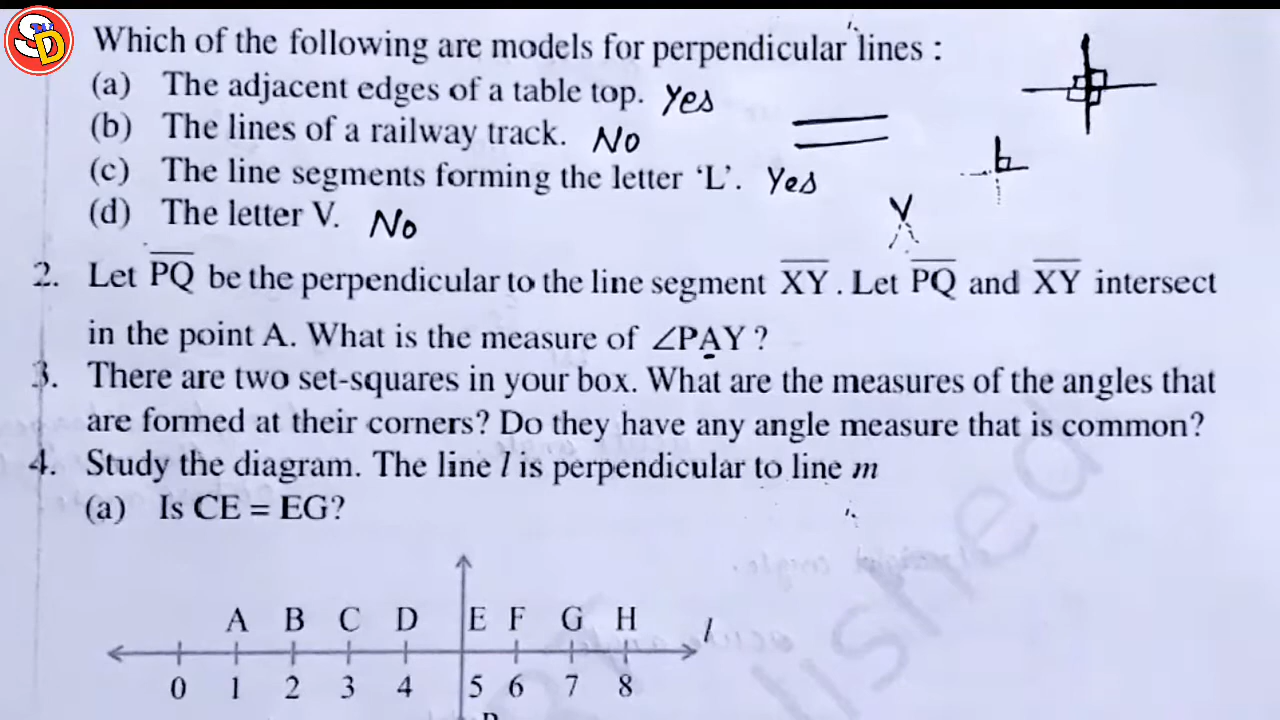 SD
Which of the following are models for perpendicular lines :
(a) The adjacent edges of a table top. Yes
(b) The lines of a railway track. No
(c) The line segments forming the letter ‘L’. Yes
(d) The letter V. No
V
2. Let PQ be the perpendicular to the line segment XY. Let PQ and XY intersect
in the point A. What is the measure of ∠PAY ?
3. There are two set-squares in your box. What are the measures of the angles that
are formed at their corners? Do they have any angle measure that is common?
4. Study the diagram. The line l is perpendicular to line m
(a) Is CE = EG?
A B C D E F G H l
0 1 2 3 4 5 6 7 8